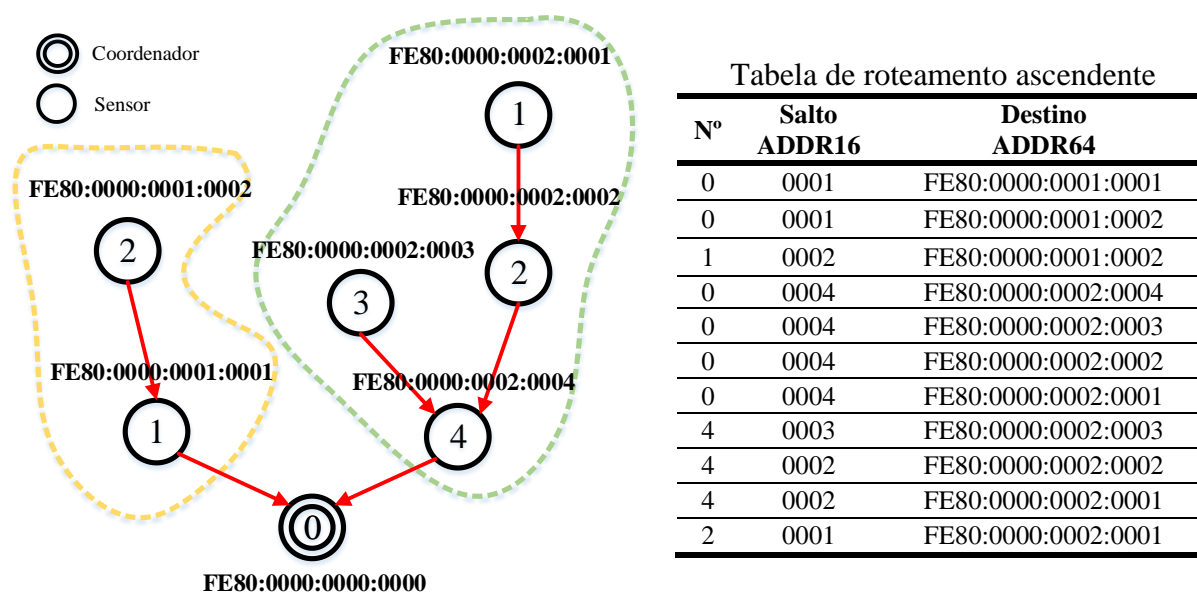 Coordenador
Sensor
FE80:0000:0002:0001
1
FE80:0000:0001:0002
2
FE80:0000:0002:0002
2
FE80:0000:0002:0003
3
FE80:0000:0001:0001
1
FE80:0000:0002:0004
4
0
FE80:0000:0000:0000
Tabela de roteamento ascendente
Nº Salto ADDR16 Destino ADDR64
0 0001 FE80:0000:0001:0001
0 0001 FE80:0000:0001:0002
1 0002 FE80:0000:0001:0002
0 0004 FE80:0000:0002:0004
0 0004 FE80:0000:0002:0003
0 0004 FE80:0000:0002:0002
0 0004 FE80:0000:0002:0001
4 0003 FE80:0000:0002:0003
4 0002 FE80:0000:0002:0002
4 0002 FE80:0000:0002:0001
2 0001 FE80:0000:0002:0001